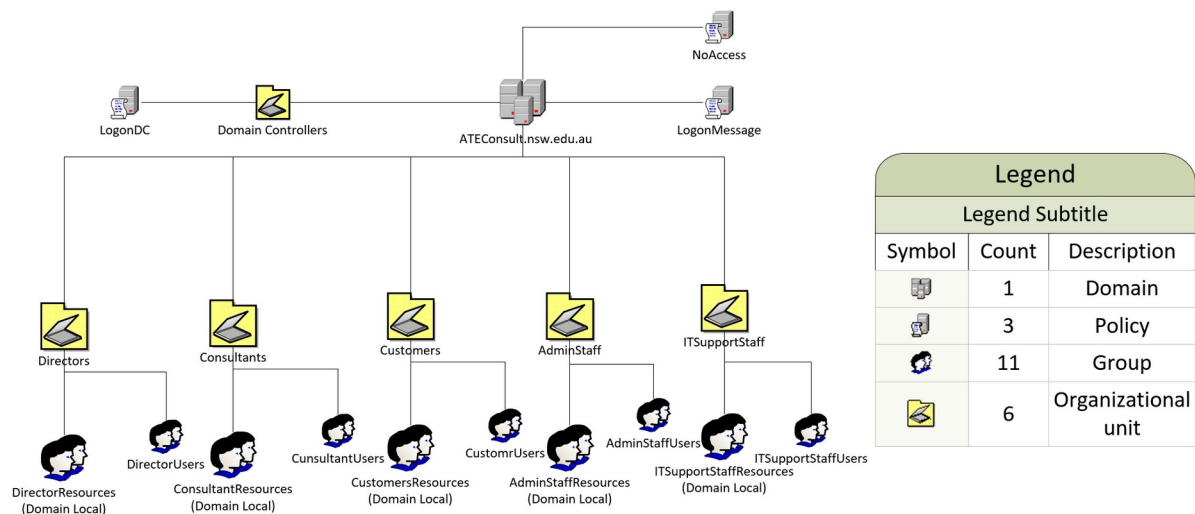 NoAccess
LogonDC
Domain Controllers
ATEConsult.nsw.edu.au
LogonMessage
Directors
Consultants
Customers
AdminStaff
ITSupportStaff
DirectorResources
(Domain Local)
DirectorUsers
ConsultantResources
(Domain Local)
CunsultantUsers
CustomersResources
(Domain Local)
CustomrUsers
AdminStaffResources
(Domain Local)
AdminStaffUsers
ITSupportStaffResources
(Domain Local)
ITSupportStaffUsers
Legend
Legend Subtitle
Symbol Count Description
1 Domain
3 Policy
11 Group
6 Organizational
unit